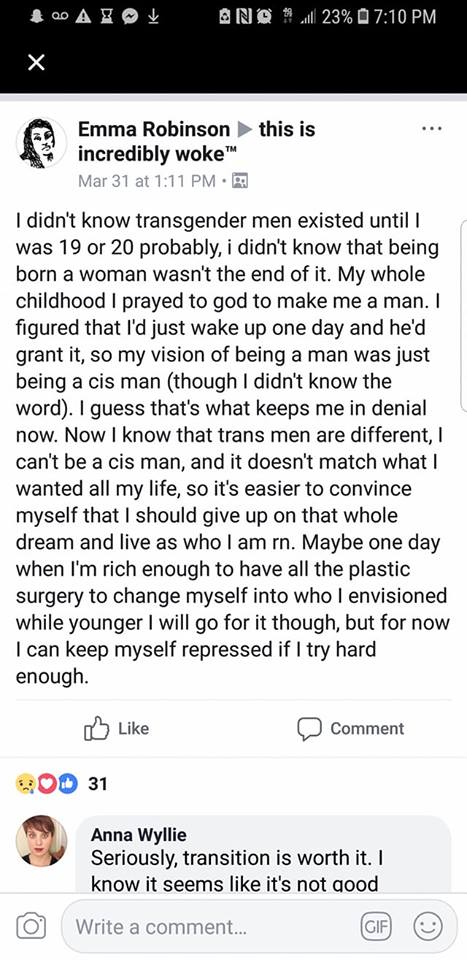 23% 7:10 PM
Emma Robinson ▶ this is
incredibly woke™
Mar 31 at 1:11 PM •
I didn't know transgender men existed until I
was 19 or 20 probably, i didn't know that being
born a woman wasn't the end of it. My whole
childhood I prayed to god to make me a man. I
figured that I'd just wake up one day and he'd
grant it, so my vision of being a man was just
being a cis man (though I didn't know the
word). I guess that's what keeps me in denial
now. Now I know that trans men are different, I
can't be a cis man, and it doesn't match what I
wanted all my life, so it's easier to convince
myself that I should give up on that whole
dream and live as who I am rn. Maybe one day
when I'm rich enough to have all the plastic
surgery to change myself into who I envisioned
while younger I will go for it though, but for now
I can keep myself repressed if I try hard
enough.
Like Comment
31
Anna Wyllie
Seriously, transition is worth it. I
know it seems like it's not good
Write a comment... GIF